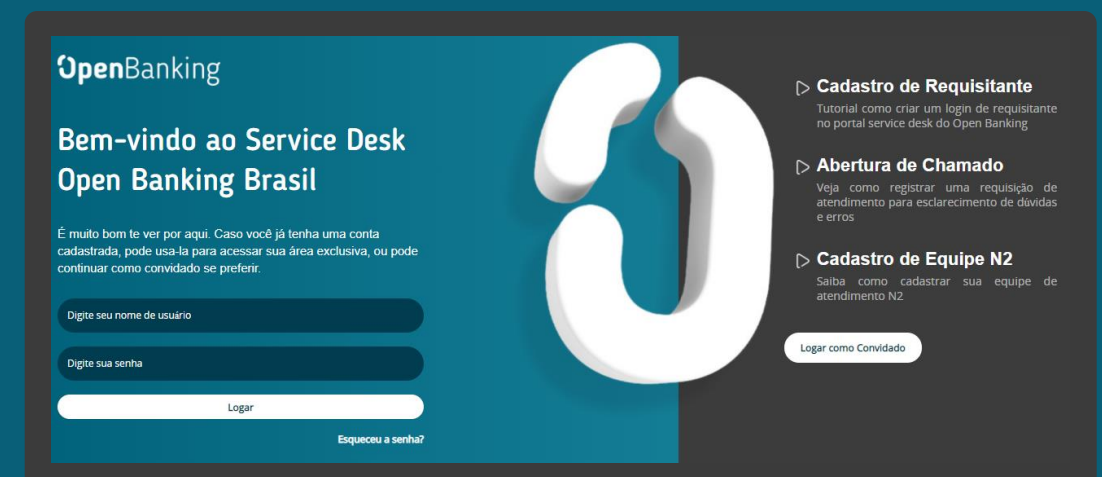 OpenBanking
Bem-vindo ao Service Desk
Open Banking Brasil
É muito bom te ver por aqui. Caso você já tenha uma conta
cadastrada, pode usa-la para acessar sua área exclusiva, ou pode
continuar como convidado se preferir.
Digite seu nome de usuário
Digite sua senha
Logar
Esqueceu a senha?
Cadastro de Requisitante
Tutorial como criar um login de requisitante
no portal service desk do Open Banking
Abertura de Chamado
Veja como registrar uma requisição de
atendimento para esclarecimento de dúvidas
e erros
Cadastro de Equipe N2
Saiba como cadastrar sua equipe de
atendimento N2
Logar como Convidado